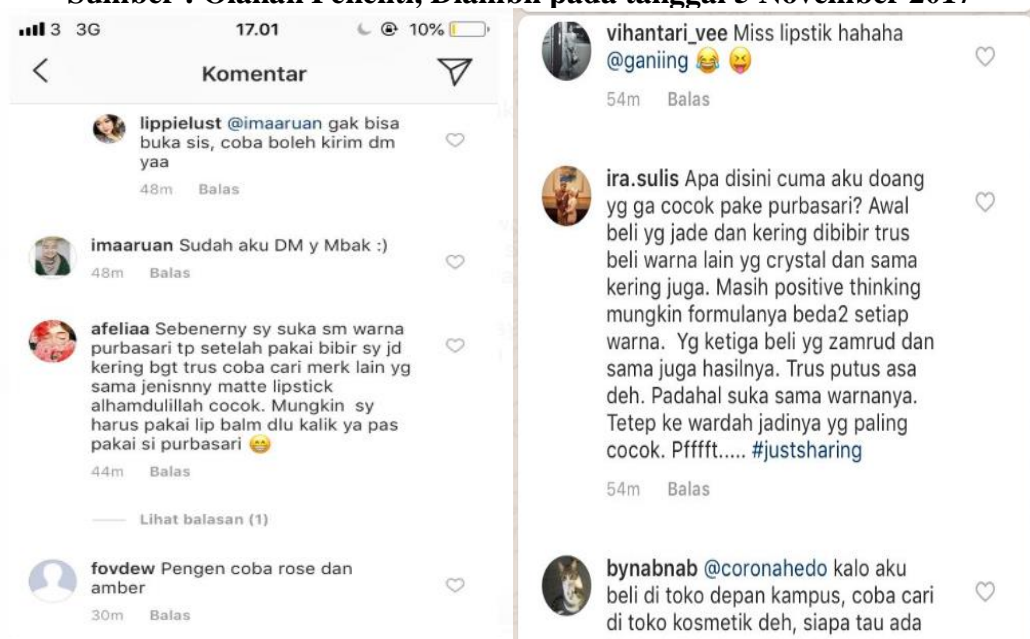 Sumber : Olahan Peneliti, Diambil pada tanggal 5 November 2017
3 3G 17.01 10%
Komentar
lippielust @imaaruan gak bisa
buka sis, coba boleh kirim dm
yaa
48m Balas
imaaruan Sudah aku DM y Mbak :)
48m Balas
afeliaa Sebenerny sy suka sm warna
purbasari tp setelah pakai bibir sy jd
kering bgt trus coba cari merk lain yg
sama jenisnny matte lipstick
alhamdulillah cocok. Mungkin sy
harus pakai lip balm dlu kalik ya pas
pakai si purbasari 😁
44m Balas
Lihat balasan (1)
fovdew Pengen coba rose dan
amber
30m Balas
vihantari_vee Miss lipstik hahaha
@ganiing 😂 😝
54m Balas
ira.sulis Apa disini cuma aku doang
yg ga cocok pake purbasari? Awal
beli yg jade dan kering dibibir trus
beli warna lain yg crystal dan sama
kering juga. Masih positive thinking
mungkin formulanya beda2 setiap
warna. Yg ketiga beli yg zamrud dan
sama juga hasilnya. Trus putus asa
deh. Padahal suka sama warnanya.
Tetep ke wardah jadinya yg paling
cocok. Pfffft..... #justsharing
54m Balas
bynabnab @coronahedo kalo aku
beli di toko depan kampus, coba cari
di toko kosmetik deh, siapa tau ada